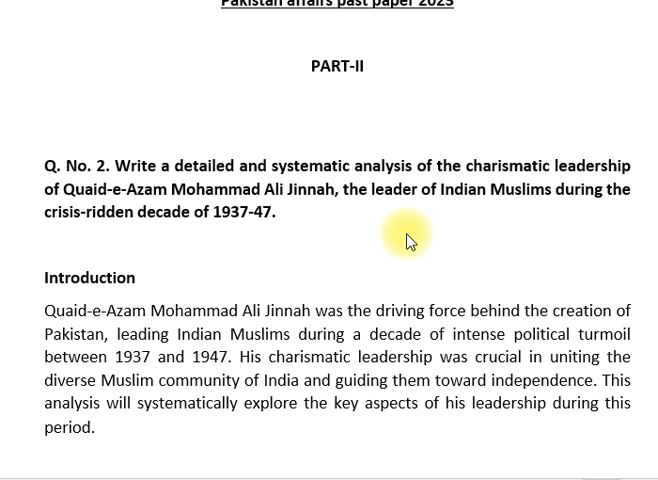 Pakistan affairs past paper 2023
PART-II
Q. No. 2. Write a detailed and systematic analysis of the charismatic leadership
of Quaid-e-Azam Mohammad Ali Jinnah, the leader of Indian Muslims during the
crisis-ridden decade of 1937-47.
Introduction
Quaid-e-Azam Mohammad Ali Jinnah was the driving force behind the creation of
Pakistan, leading Indian Muslims during a decade of intense political turmoil
between 1937 and 1947. His charismatic leadership was crucial in uniting the
diverse Muslim community of India and guiding them toward independence. This
analysis will systematically explore the key aspects of his leadership during this
period.